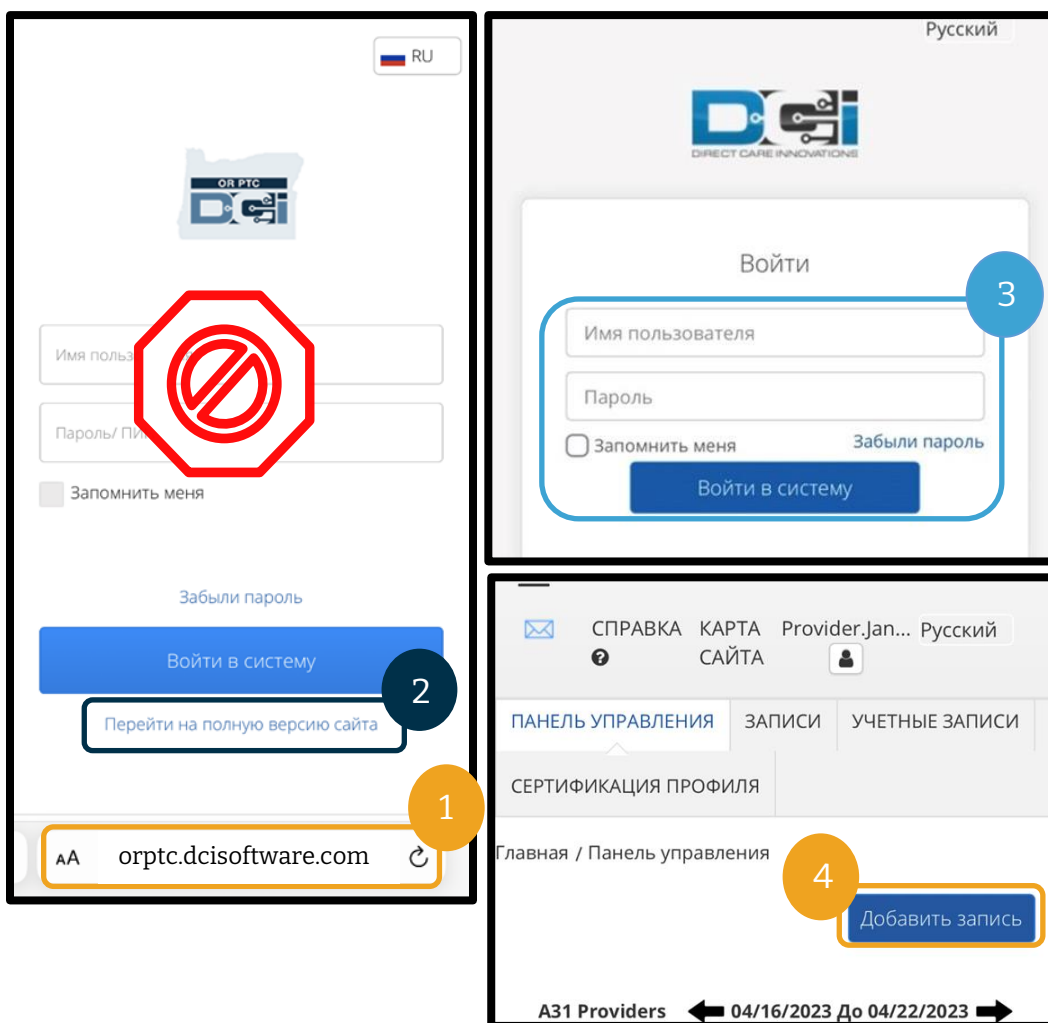 RU
OR PTC
DCi
Имя польз
Пароль/ ПИ
Запомнить меня
Забыли пароль
Войти в систему
2
Перейти на полную версию сайта
1
AA orptc.dcisoftware.com
Русский
DCi
DIRECT CARE INNOVATIONS
Войти
3
Имя пользователя
Пароль
Запомнить меня Забыли пароль
Войти в систему
СПРАВКА КАРТА Provider.Jan... Русский
САЙТА
ПАНЕЛЬ УПРАВЛЕНИЯ ЗАПИСИ УЧЕТНЫЕ ЗАПИСИ
СЕРТИФИКАЦИЯ ПРОФИЛЯ
Главная / Панель управления
4
Добавить запись
A31 Providers 04/16/2023 До 04/22/2023